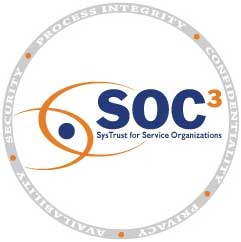 SECURITY • PROCESS INTEGRITY • CONFIDENTIALITY • PRIVACY • AVAILABILITY •
SOC3
SysTrust for Service Organizations